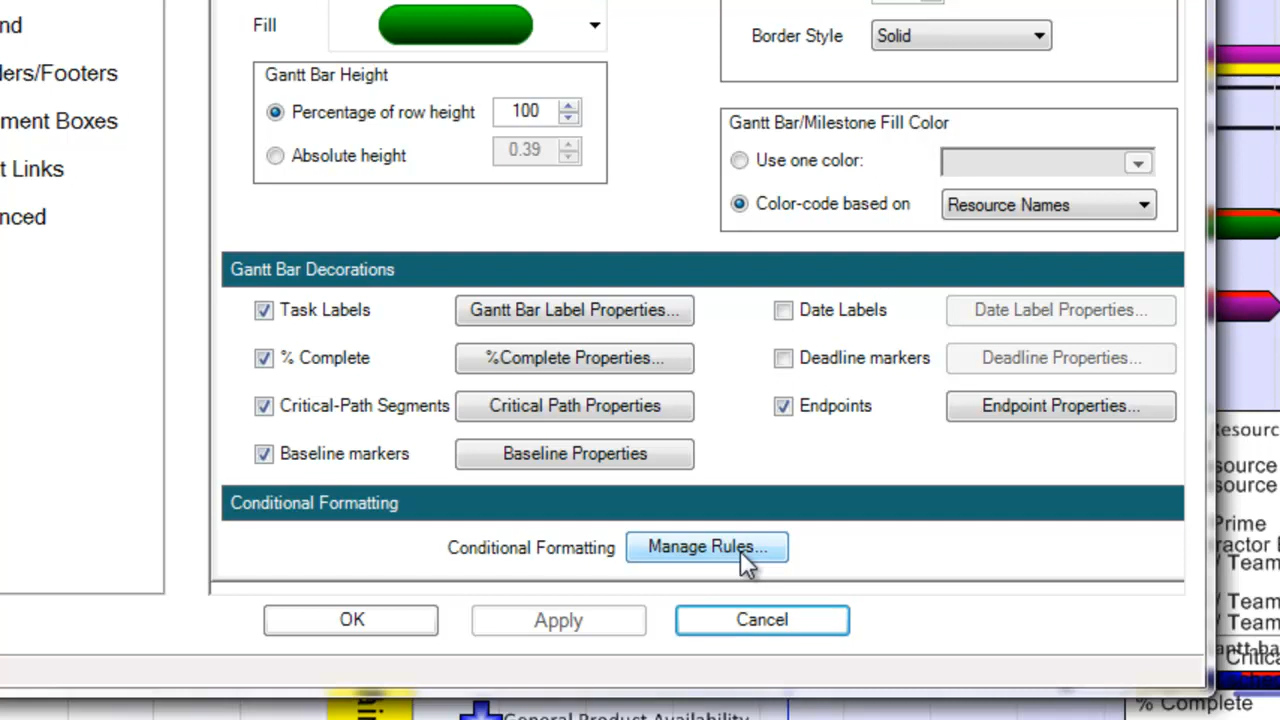 nd
ders/Footers
ment Boxes
t Links
nced
Fill
Gantt Bar Height
Percentage of row height 100
Absolute height 0.39
Border Style Solid
Gantt Bar/Milestone Fill Color
Use one color:
Color-code based on Resource Names
Gantt Bar Decorations
Task Labels Gantt Bar Label Properties... Date Labels Date Label Properties...
% Complete %Complete Properties... Deadline markers Deadline Properties...
Critical-Path Segments Critical Path Properties Endpoints Endpoint Properties...
Baseline markers Baseline Properties
Conditional Formatting
Conditional Formatting Manage Rules...
OK Apply Cancel
Resourc
source
source
Prime
ractor
/ Team
/ Team
/ Team
Critica
% Complete
General Product Availability